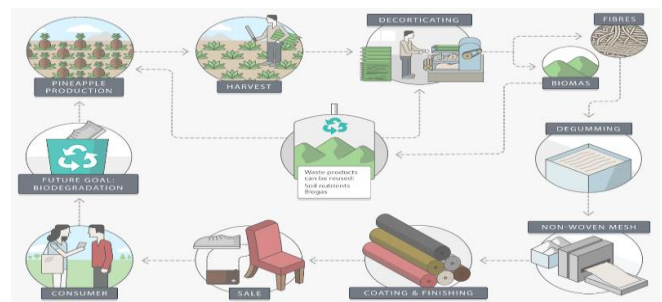 DECORTICATING
FIBRES
PINEAPPLE
PRODUCTION
HARVEST
BIOMAS
DEGUMMING
Waste products
can be reused:
Soil nutrients
Biogas
FUTURE GOAL:
BIODEGRADATION
NON-WOVEN MESH
CONSUMER
SALE
COATING & FINISHING